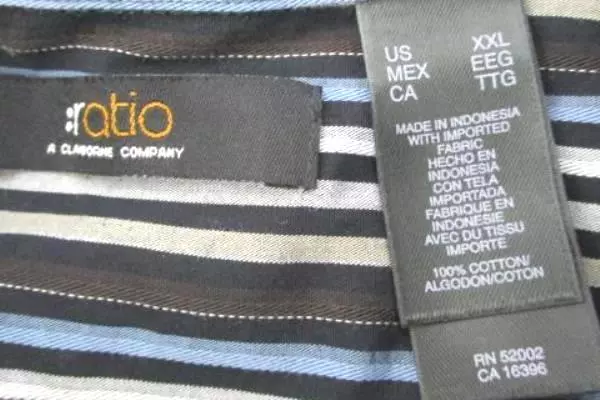 :ratio
A CLAIBORNE COMPANY
US XXL
MEX EEG
CA TTG
MADE IN INDONESIA
WITH IMPORTED
FABRIC
HECHO EN
INDONESIA
CON TELA
IMPORTADA
FABRIQUE EN
INDONESIE
AVEC DU TISSU
IMPORTE
100% COTTON/
ALGODON/COTON
RN 52002
CA 16396